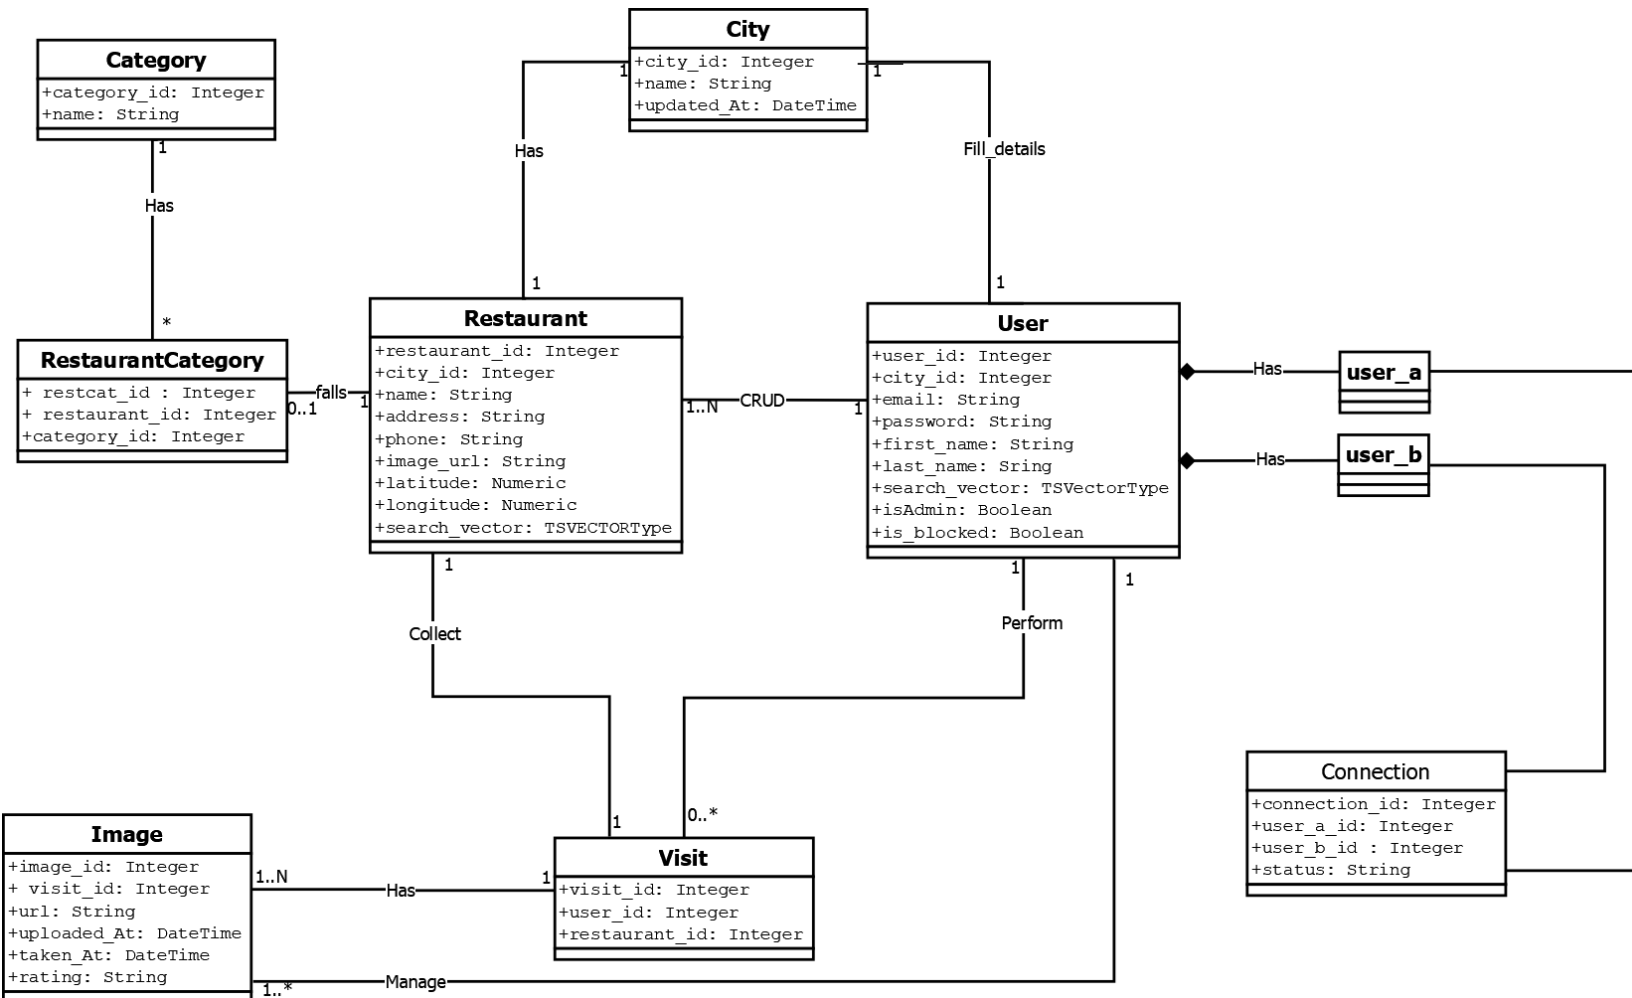 City
+city_id: Integer
+name: String
+updated_At: DateTime
1
1
Category
+category_id: Integer
+name: String
1
Has
*
Has
1
Fill_details
1
RestaurantCategory
+ restcat_id : Integer
+ restaurant_id: Integer
+category_id: Integer
0..1
falls
1
Restaurant
+restaurant_id: Integer
+city_id: Integer
+name: String
+address: String
+phone: String
+image_url: String
+latitude: Numeric
+longitude: Numeric
+search_vector: TSVECTORType
1..N
CRUD
1
User
+user_id: Integer
+city_id: Integer
+email: String
+password: String
+first_name: String
+last_name: Sring
+search_vector: TSVectorType
+isAdmin: Boolean
+is_blocked: Boolean
Has
user_a
Has
user_b
1
Collect
1
1
Perform
0..*
1
Connection
+connection_id: Integer
+user_a_id: Integer
+user_b_id : Integer
+status: String
Image
+image_id: Integer
+ visit_id: Integer
+url: String
+uploaded_At: DateTime
+taken_At: DateTime
+rating: String
1..N
Has
1
Visit
+visit_id: Integer
+user_id: Integer
+restaurant_id: Integer
1..*
Manage